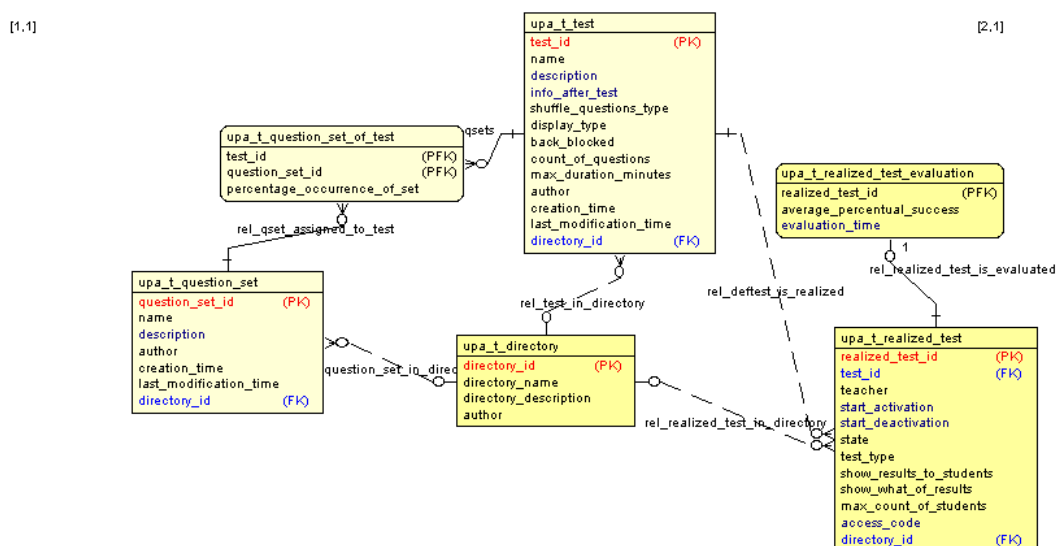 [1,1]
[2,1]
upa_t_test
test_id (PK)
name
description
info_after_test
shuffle_questions_type
display_type
back_blocked
count_of_questions
max_duration_minutes
author
creation_time
last_modification_time
directory_id (FK)
qsets
upa_t_question_set_of_test
test_id (PFK)
question_set_id (PFK)
percentage_occurrence_of_set
upa_t_realized_test_evaluation
realized_test_id (PFK)
average_percentual_success
evaluation_time
1
rel_qset_assigned_to_test
rel_realized_test_is_evaluated
upa_t_question_set
question_set_id (PK)
name
description
author
creation_time
last_modification_time
directory_id (FK)
rel_deftest_is_realized
rel_test_in_directory
question_set_in_direc
upa_t_directory
directory_id (PK)
directory_name
directory_description
author
rel_realized_test_in_directory
upa_t_realized_test
realized_test_id (PK)
test_id (FK)
teacher
start_activation
start_deactivation
state
test_type
show_results_to_students
show_what_of_results
max_count_of_students
access_code
directory_id (FK)